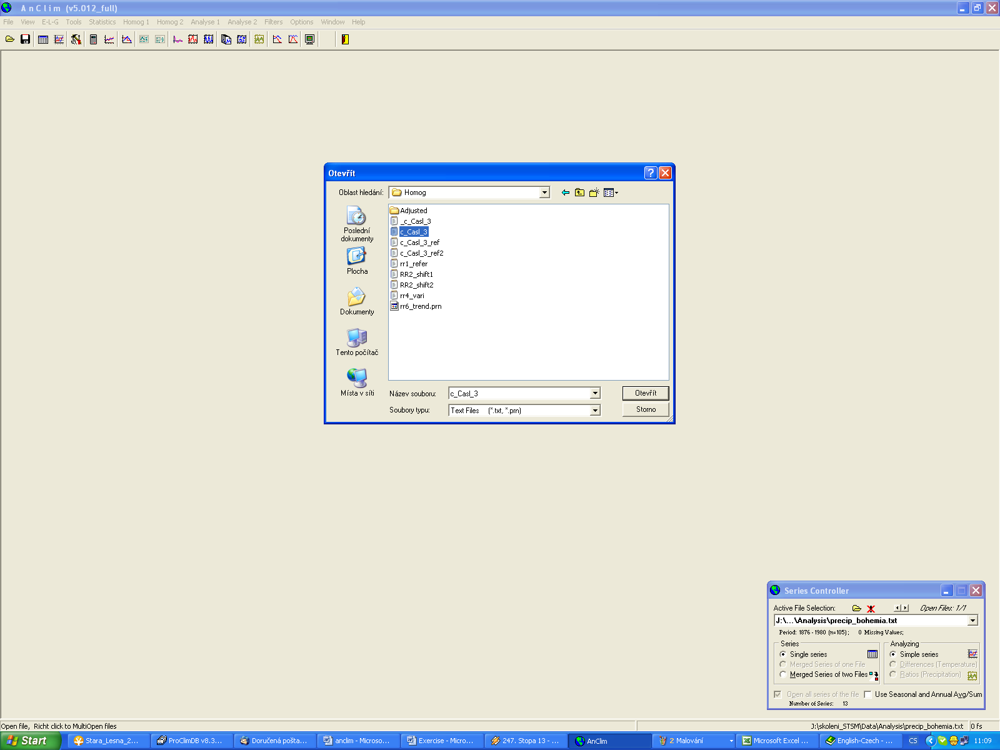 A n C l i m  (v5.012_full)
File View E-L-G Tools Statistics Homog 1 Homog 2 Analyse 1 Analyse 2 Filters Options Window Help
Otevřít
Oblast hledání: Homog
Poslední dokumenty
Plocha
Dokumenty
Tento počítač
Místa v síti
Adjusted
_c_Casl_3
c_Casl_3
c_Casl_3_ref
c_Casl_3_ref2
rr1_refer
RR2_shift1
RR2_shift2
rr4_vari
rr6_trend.prn
Název souboru: c_Casl_3 Otevřít
Soubory typu: Text Files (*.txt, *.prn) Storno
Series Controller
Active File Selection: Open Files: 1/1
J:\...\Analysis\precip_bohemia.txt
Period: 1876 - 1980 (n=105); 0 Missing Values;
Series Analyzing
Single series Simple series
Merged Series of one File Differences (Temperature)
Merged Series of two Files Ratios (Precipitation)
Open all series of the file Use Seasonal and Annual Avg/Sum
Number of Series: 13
Open file, Richt click to MultiOpen files J:\skoleni_STSM\Data\Analysis\precip_bohemia.txt 0 fs
Start Stara_Lesna_2... ProClimDB v8.3... Doručená pošta... anclim - Microso... Exercise - Micro... 247. Stopa 13 - ... AnClim 2 Malování Microsoft Excel ... English-Czech - ... CS 11:09